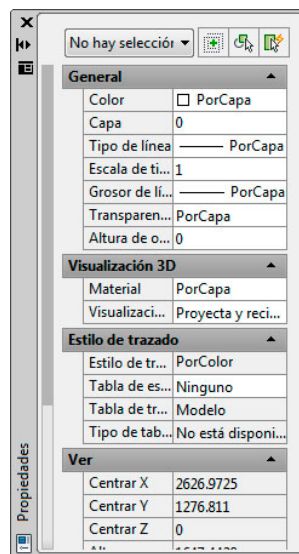 No hay selecciór
General
Color PorCapa
Capa 0
Tipo de línea PorCapa
Escala de ti... 1
Grosor de lí... PorCapa
Transparen... PorCapa
Altura de o... 0
Visualización 3D
Material PorCapa
Visualizaci... Proyecta y reci...
Estilo de trazado
Estilo de tr... PorColor
Tabla de es... Ninguno
Tabla de tr... Modelo
Tipo de tab... No está disponi...
Ver
Centrar X 2626.9725
Centrar Y 1276.811
Centrar Z 0
Propiedades